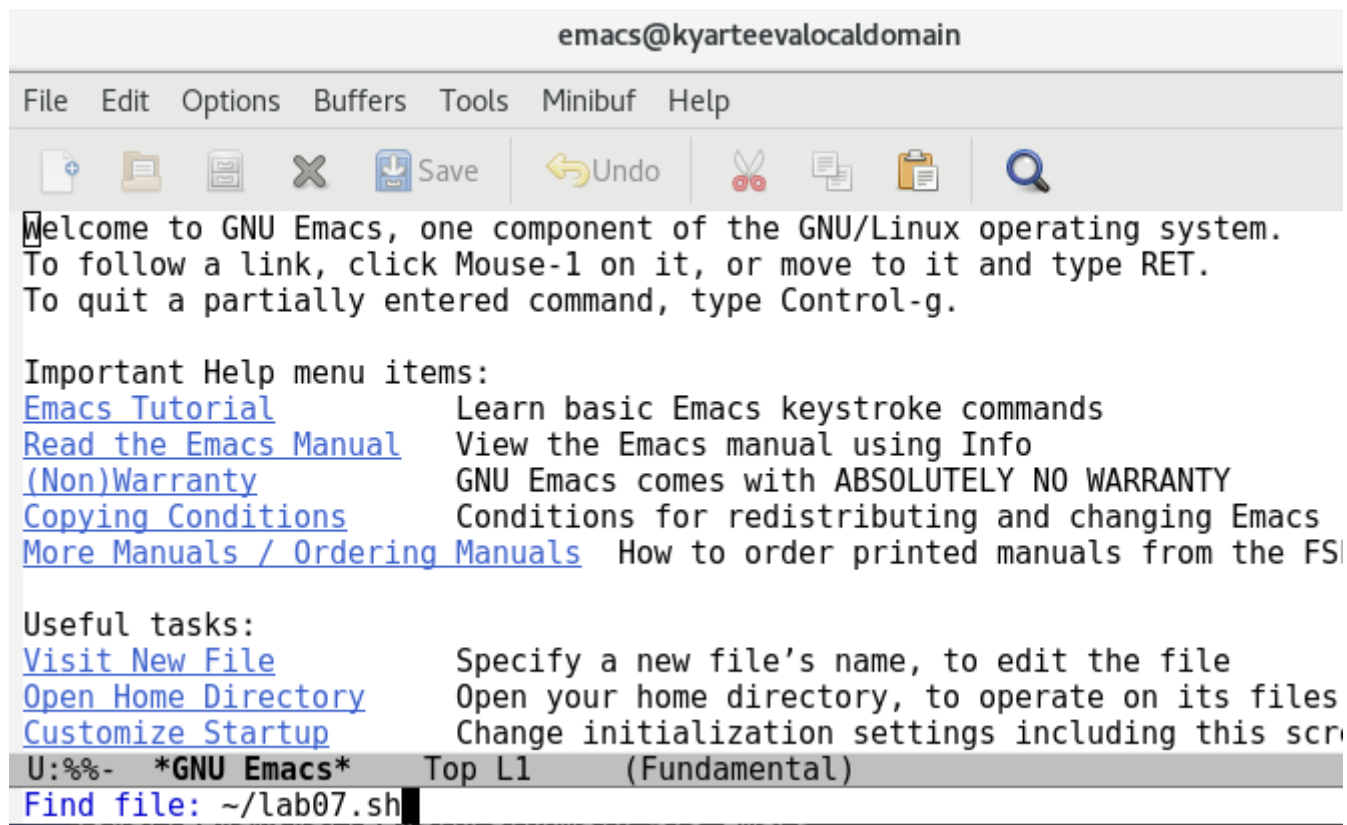 emacs@kyarteevalocaldomain
File Edit Options Buffers Tools Minibuf Help
Save Undo
Welcome to GNU Emacs, one component of the GNU/Linux operating system.
To follow a link, click Mouse-1 on it, or move to it and type RET.
To quit a partially entered command, type Control-g.
Important Help menu items:
Emacs Tutorial Learn basic Emacs keystroke commands
Read the Emacs Manual View the Emacs manual using Info
(Non)Warranty GNU Emacs comes with ABSOLUTELY NO WARRANTY
Copying Conditions Conditions for redistributing and changing Emacs
More Manuals / Ordering Manuals How to order printed manuals from the
Useful tasks:
Visit New File Specify a new file’s name, to edit the file
Open Home Directory Open your home directory, to operate on its files
Customize Startup Change initialization settings including this
U:%%- *GNU Emacs* Top L1 (Fundamental)
Find file: ~/lab07.sh